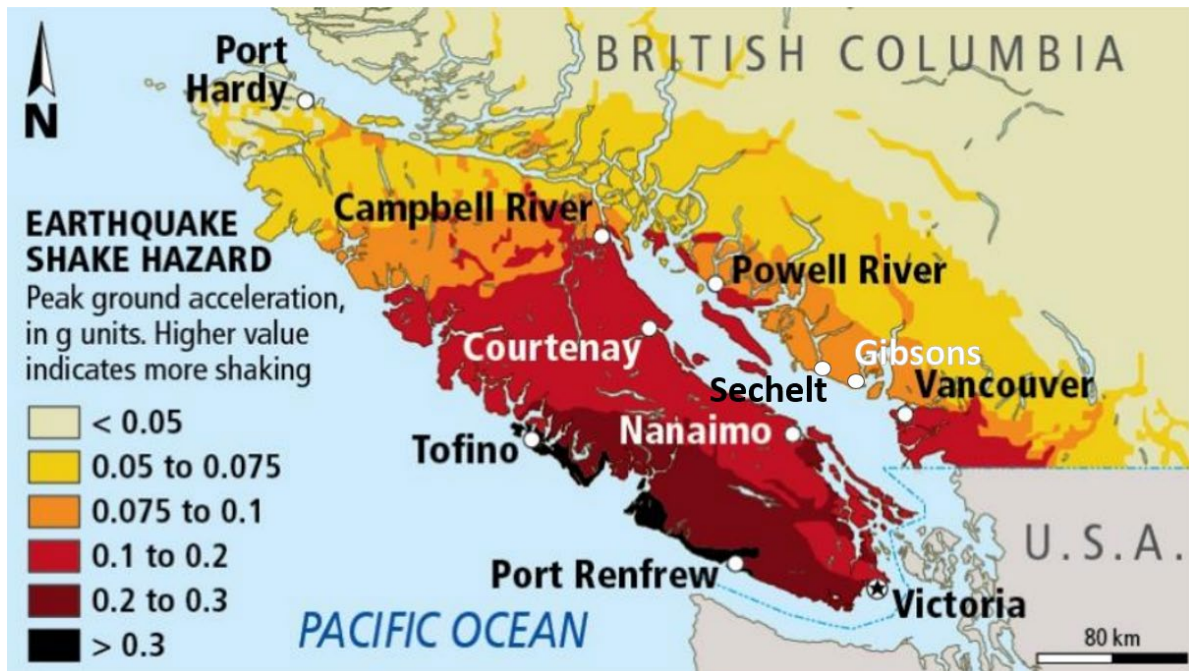 Port
Hardy
BRITISH COLUMBIA
N
Campbell River
EARTHQUAKE
SHAKE HAZARD
Peak ground acceleration,
in g units. Higher value
indicates more shaking
Powell River
Courtenay
Gibsons
Sechelt
Vancouver
< 0.05
Nanaimo
Tofino
0.05 to 0.075
0.075 to 0.1
0.1 to 0.2
U.S.A.
Port Renfrew
0.2 to 0.3
Victoria
PACIFIC OCEAN
> 0.3
80 km